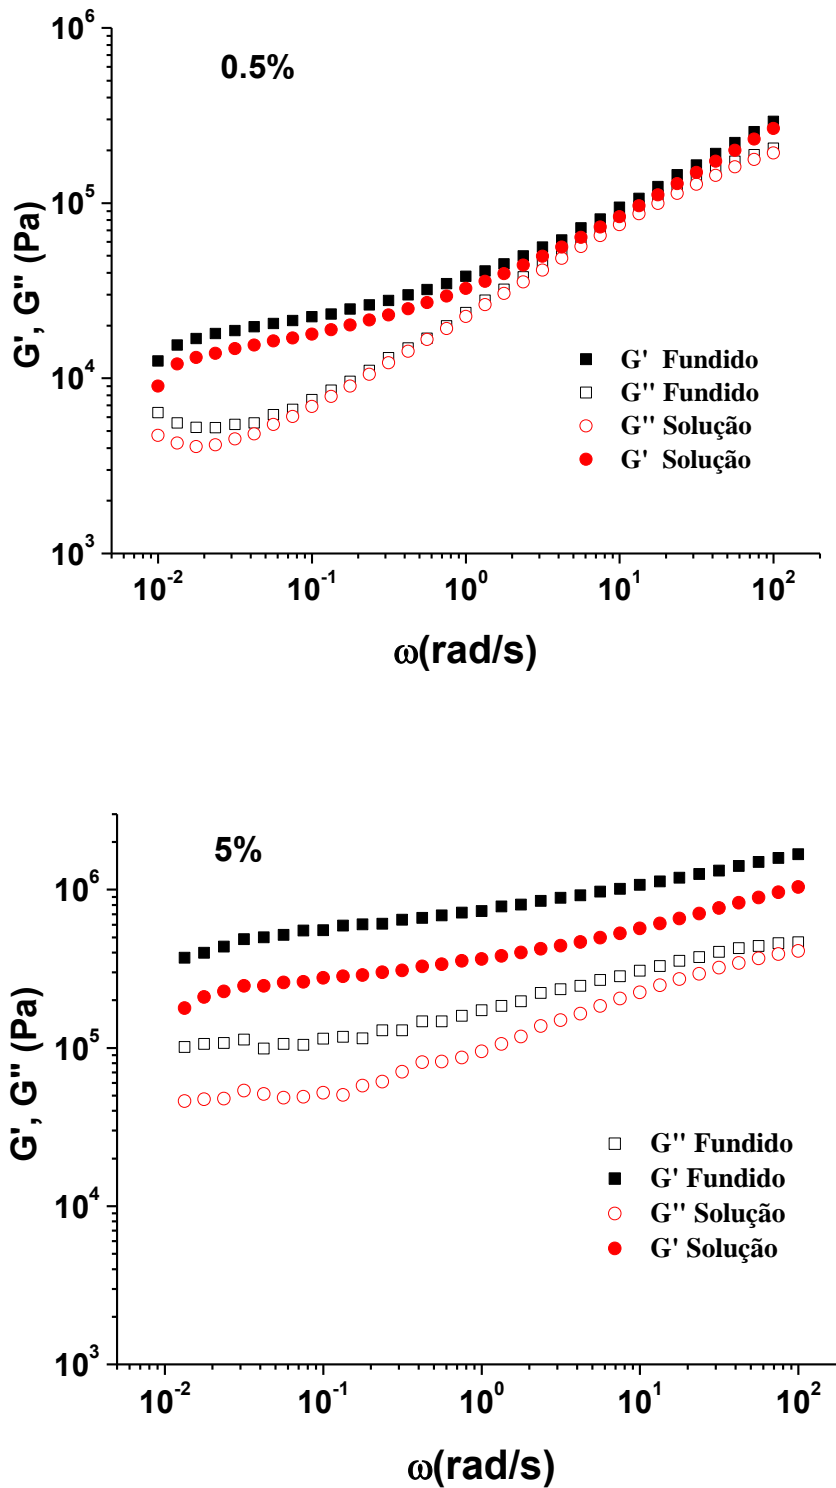 10^6
0.5%
10^5
G', G'' (Pa)
10^4
G' Fundido
G'' Fundido
G'' Solução
G' Solução
10^3
10^-2 10^-1 10^0 10^1 10^2
ω(rad/s)
5%
10^6
10^5
G', G'' (Pa)
G'' Fundido
G' Fundido
10^4
G'' Solução
G' Solução
10^3
10^-2 10^-1 10^0 10^1 10^2
ω(rad/s)